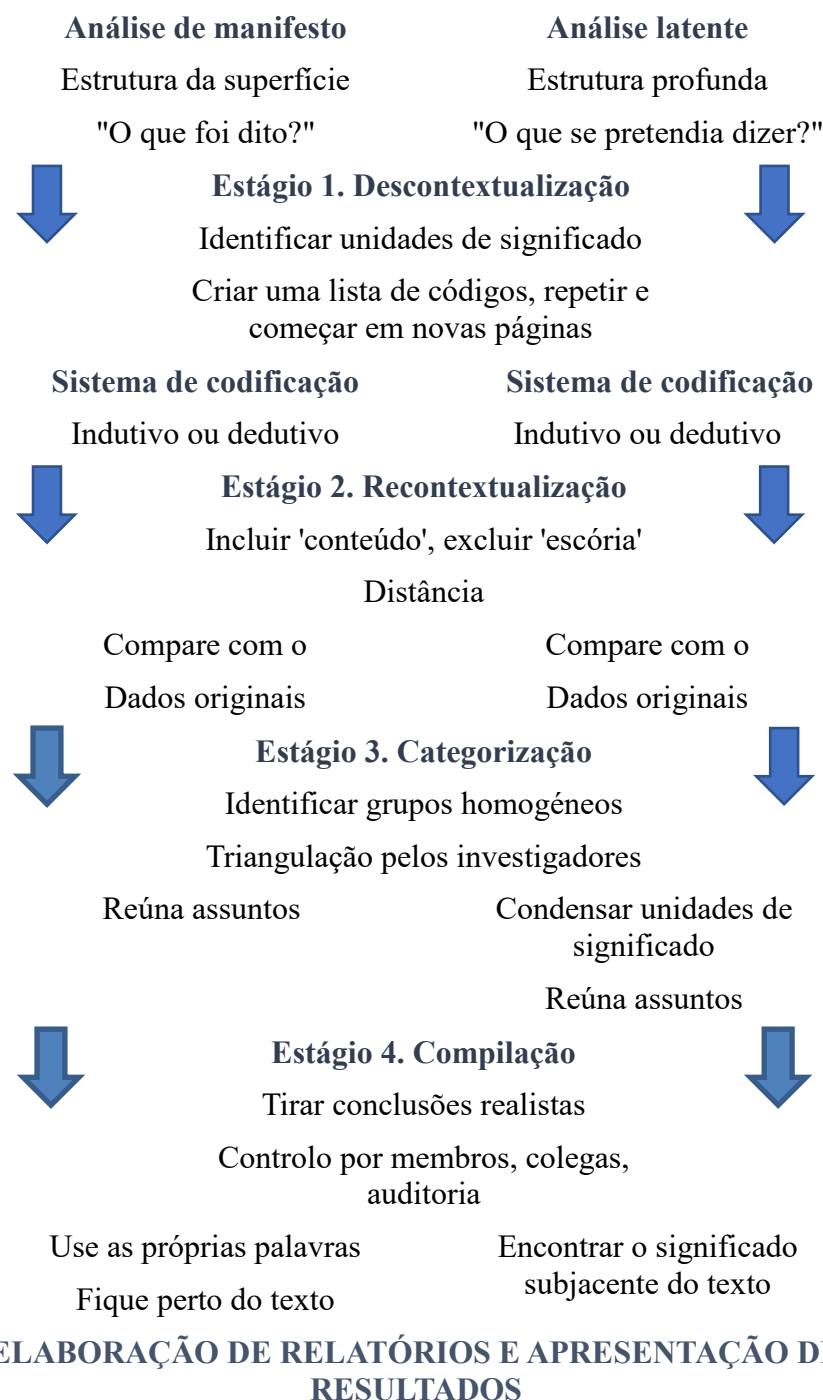 Análise de manifesto
Análise latente
Estrutura da superfície
Estrutura profunda
"O que foi dito?"
"O que se pretendia dizer?"
Estágio 1. Descontextualização
Identificar unidades de significado
Criar uma lista de códigos, repetir e
começar em novas páginas
Sistema de codificação
Sistema de codificação
Indutivo ou dedutivo
Indutivo ou dedutivo
Estágio 2. Recontextualização
Incluir 'conteúdo', excluir 'escória'
Distância
Compare com o
Compare com o
Dados originais
Dados originais
Estágio 3. Categorização
Identificar grupos homogéneos
Triangulação pelos investigadores
Reúna assuntos
Condensar unidades de
significado
Reúna assuntos
Estágio 4. Compilação
Tirar conclusões realistas
Controlo por membros, colegas,
auditoria
Use as próprias palavras
Fique perto do texto
Encontrar o significado
subjacente do texto
ELABORAÇÃO DE RELATÓRIOS E APRESENTAÇÃO DE
RESULTADOS